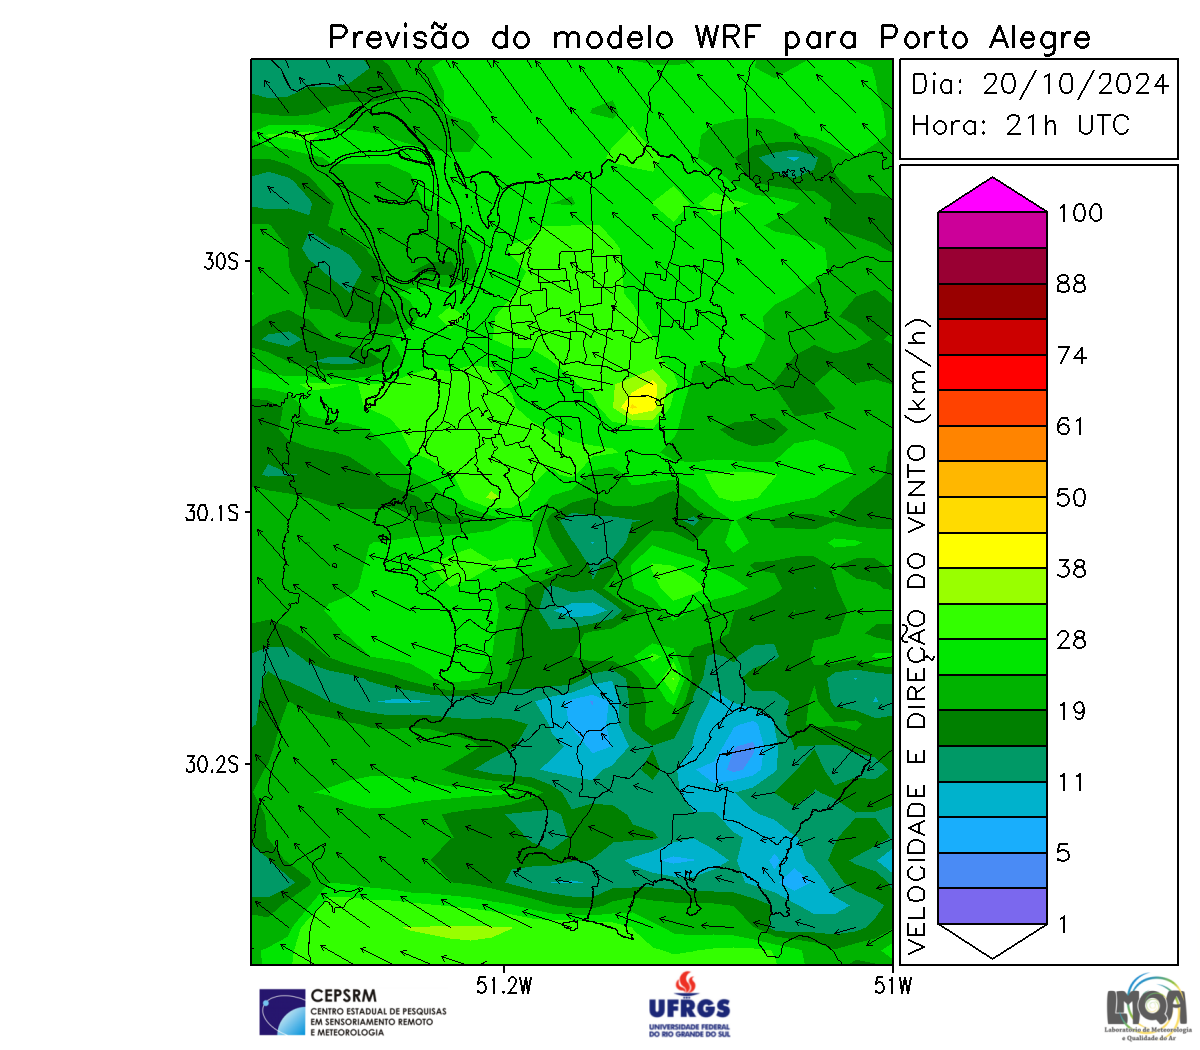 Previsão do modelo WRF para Porto Alegre
Dia: 20/10/2024
Hora: 21h UTC
30S
30.1S
30.2S
51.2W
51W
VELOCIDADE E DIREÇÃO DO VENTO (km/h)
100
88
74
61
50
38
28
19
11
5
1
CEPSRM
CENTRO ESTADUAL DE PESQUISAS
EM SENSORIAMENTO REMOTO
E METEOROLOGIA
UFRGS
UNIVERSIDADE FEDERAL
DO RIO GRANDE DO SUL
LMQA
Laboratório de Meteorologia
e Qualidade do Ar